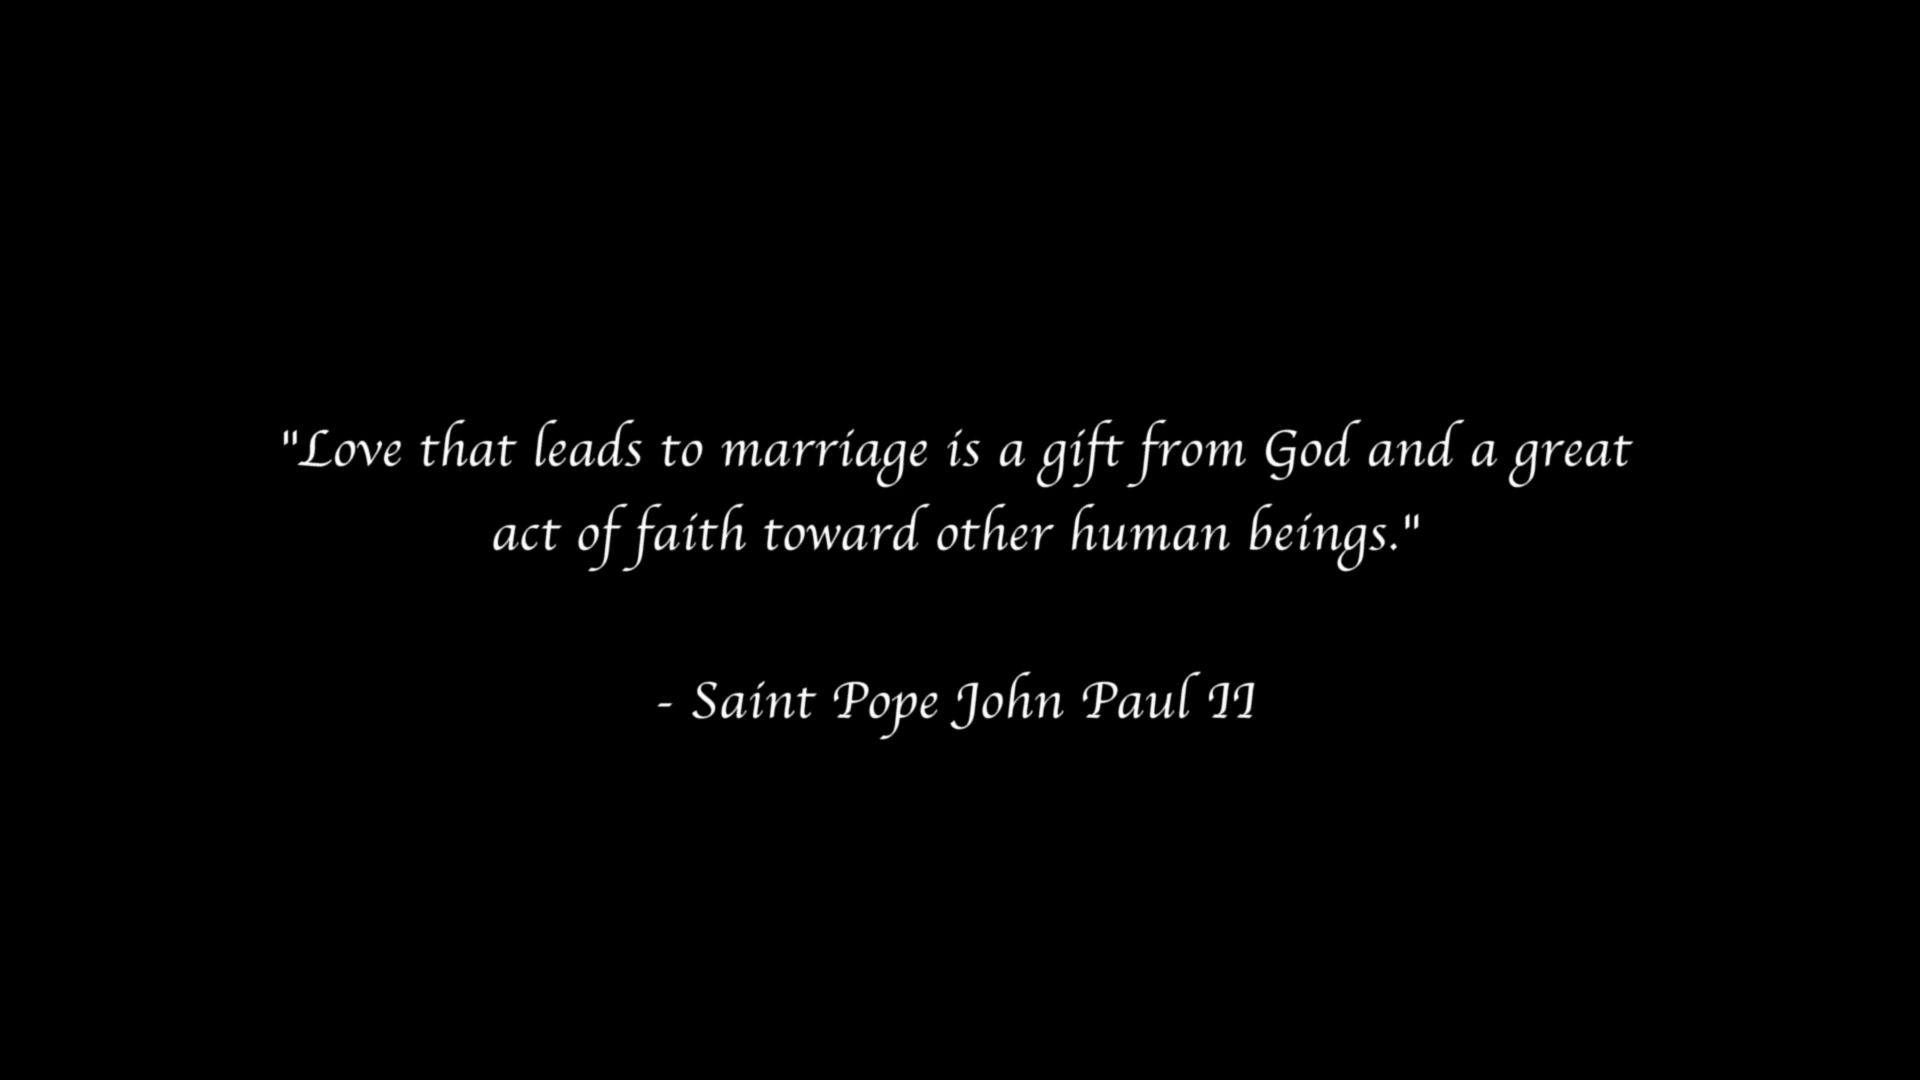 "Love that leads to marriage is a gift from God and a great
act of faith toward other human beings."
- Saint Pope John Paul II